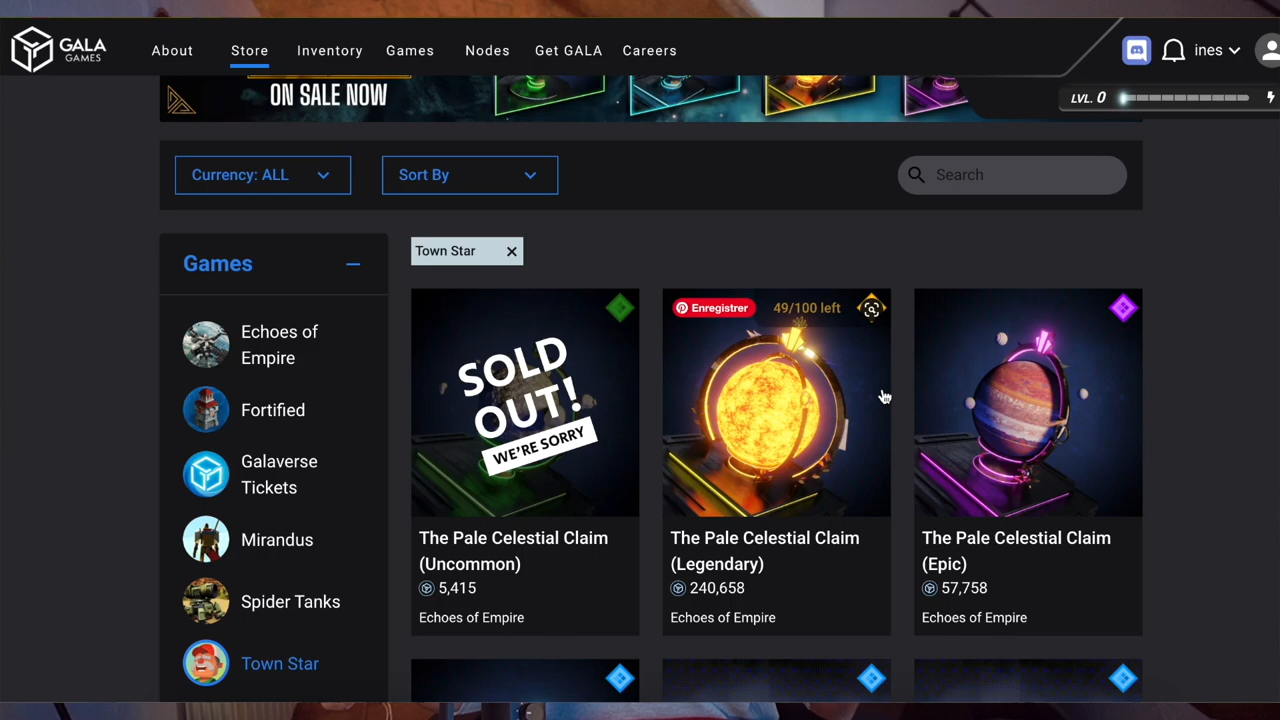 GALA
GAMES
About
Store
Inventory
Games
Nodes
Get GALA
Careers
ines
LVL. 0
ON SALE NOW
Currency: ALL
Sort By
Search
Games
Town Star
Echoes of
Empire
Fortified
Galaverse
Tickets
Mirandus
Spider Tanks
Town Star
SOLD
OUT!
WE'RE SORRY
The Pale Celestial Claim
(Uncommon)
5,415
Echoes of Empire
Enregistrer
49/100 left
The Pale Celestial Claim
(Legendary)
240,658
Echoes of Empire
The Pale Celestial Claim
(Epic)
57,758
Echoes of Empire